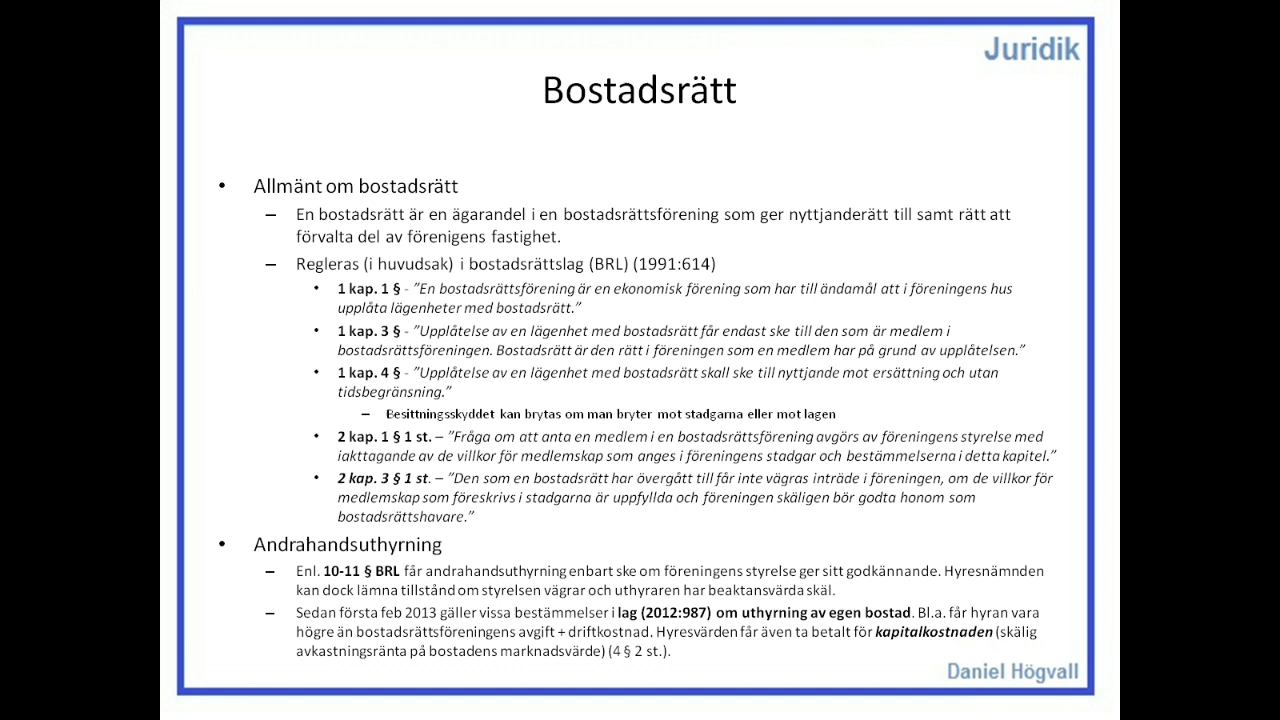 Juridik
Bostadsrätt
• Allmänt om bostadsrätt
– En bostadsrätt är en ägarandel i en bostadsrättsförening som ger nyttjanderätt till samt rätt att
förvalta del av förenigens fastighet.
– Regleras (i huvudsak) i bostadsrättslag (BRL) (1991:614)
• 1 kap. 1 § - ”En bostadsrättsförening är en ekonomisk förening som har till ändamål att i föreningens hus
upplåta lägenheter med bostadsrätt.”
• 1 kap. 3 § - ”Upplåtelse av en lägenhet med bostadsrätt får endast ske till den som är medlem i
bostadsrättsföreningen. Bostadsrätt är den rätt i föreningen som en medlem har på grund av upplåtelsen.”
• 1 kap. 4 § - ”Upplåtelse av en lägenhet med bostadsrätt skall ske till nyttjande mot ersättning och utan
tidsbegränsning.”
– Besittningsskyddet kan brytas om man bryter mot stadgarna eller mot lagen
• 2 kap. 1 § 1 st. – ”Fråga om att anta en medlem i en bostadsrättsförening avgörs av föreningens styrelse med
iakttagande av de villkor för medlemskap som anges i föreningens stadgar och bestämmelserna i detta kapitel.”
• 2 kap. 3 § 1 st. – ”Den som en bostadsrätt har övergått till får inte vägras inträde i föreningen, om de villkor för
medlemskap som föreskrivs i stadgarna är uppfyllda och föreningen skäligen bör godta honom som
bostadsrättshavare.”
• Andrahandsuthyrning
– Enl. 10-11 § BRL får andrahandsuthyrning enbart ske om föreningens styrelse ger sitt godkännande. Hyresnämnden
kan dock lämna tillstånd om styrelsen vägrar och uthyraren har beaktansvärda skäl.
– Sedan första feb 2013 gäller vissa bestämmelser i lag (2012:987) om uthyrning av egen bostad. Bl.a. får hyran vara
högre än bostadsrättsföreningens avgift + driftkostnad. Hyresvärden får även ta betalt för kapitalkostnaden (skälig
avkastningsränta på bostadens marknadsvärde) (4 § 2 st.).
Daniel Högvall